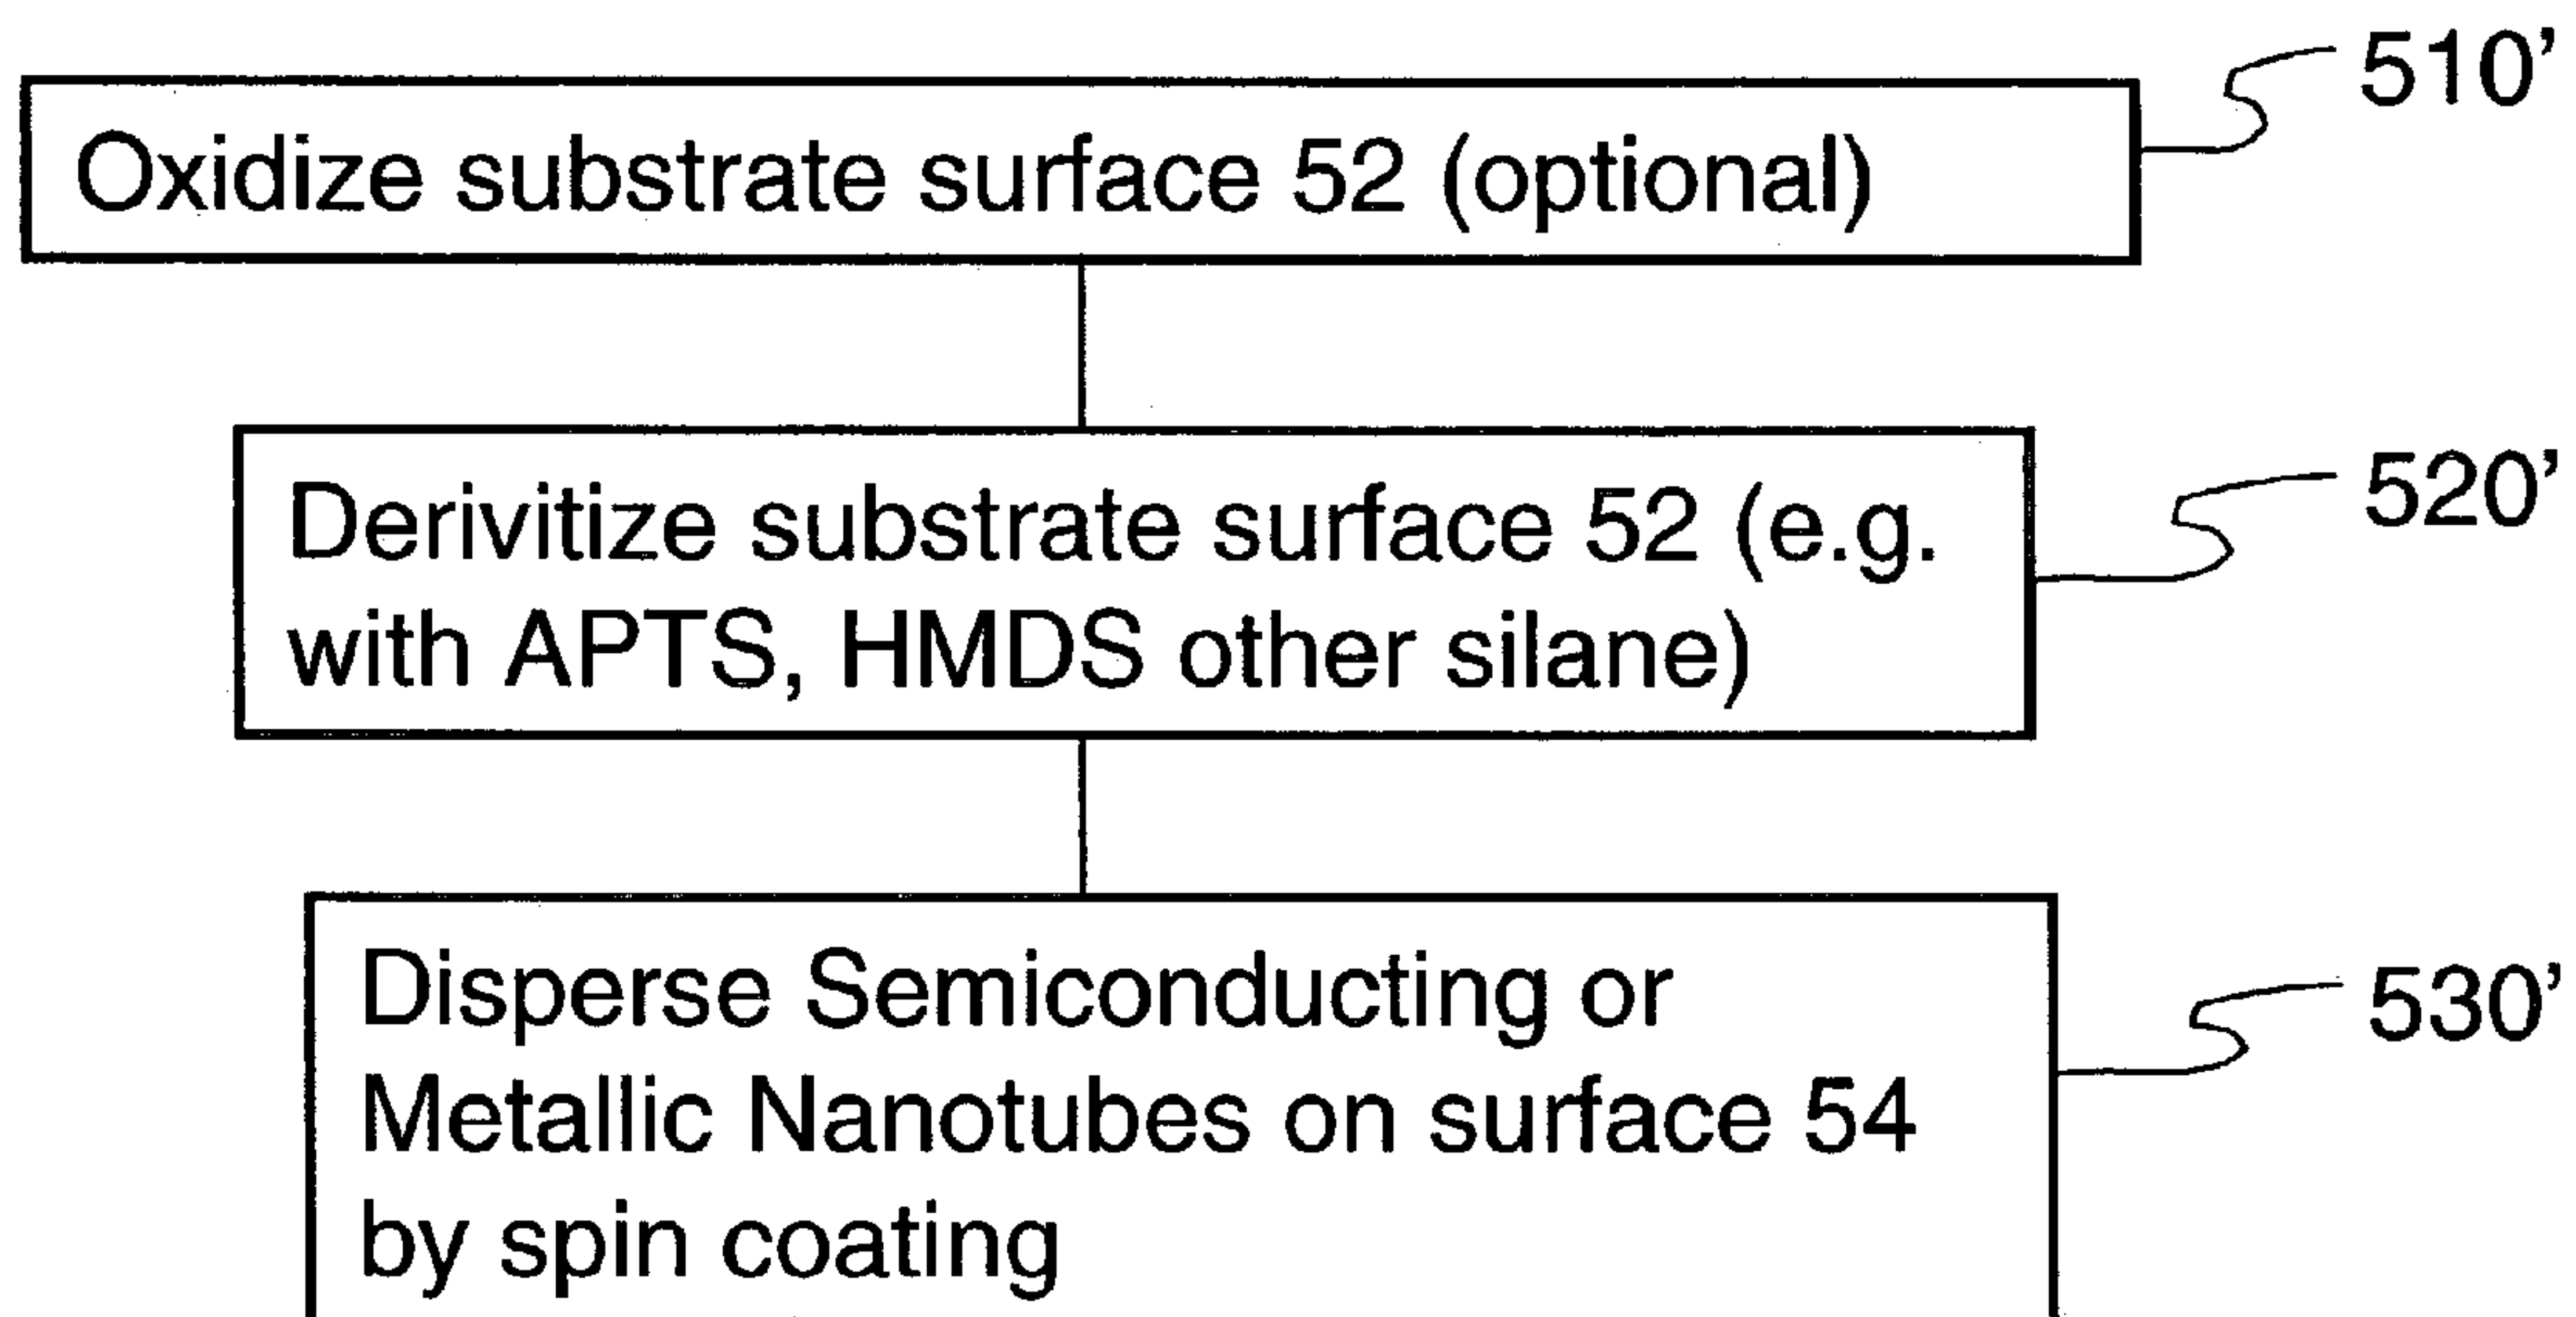 510’
Oxidize substrate surface 52 (optional)
520’
Derivitize substrate surface 52 (e.g.
with APTS, HMDS other silane)
530’
Disperse Semiconducting or
Metallic Nanotubes on surface 54
by spin coating